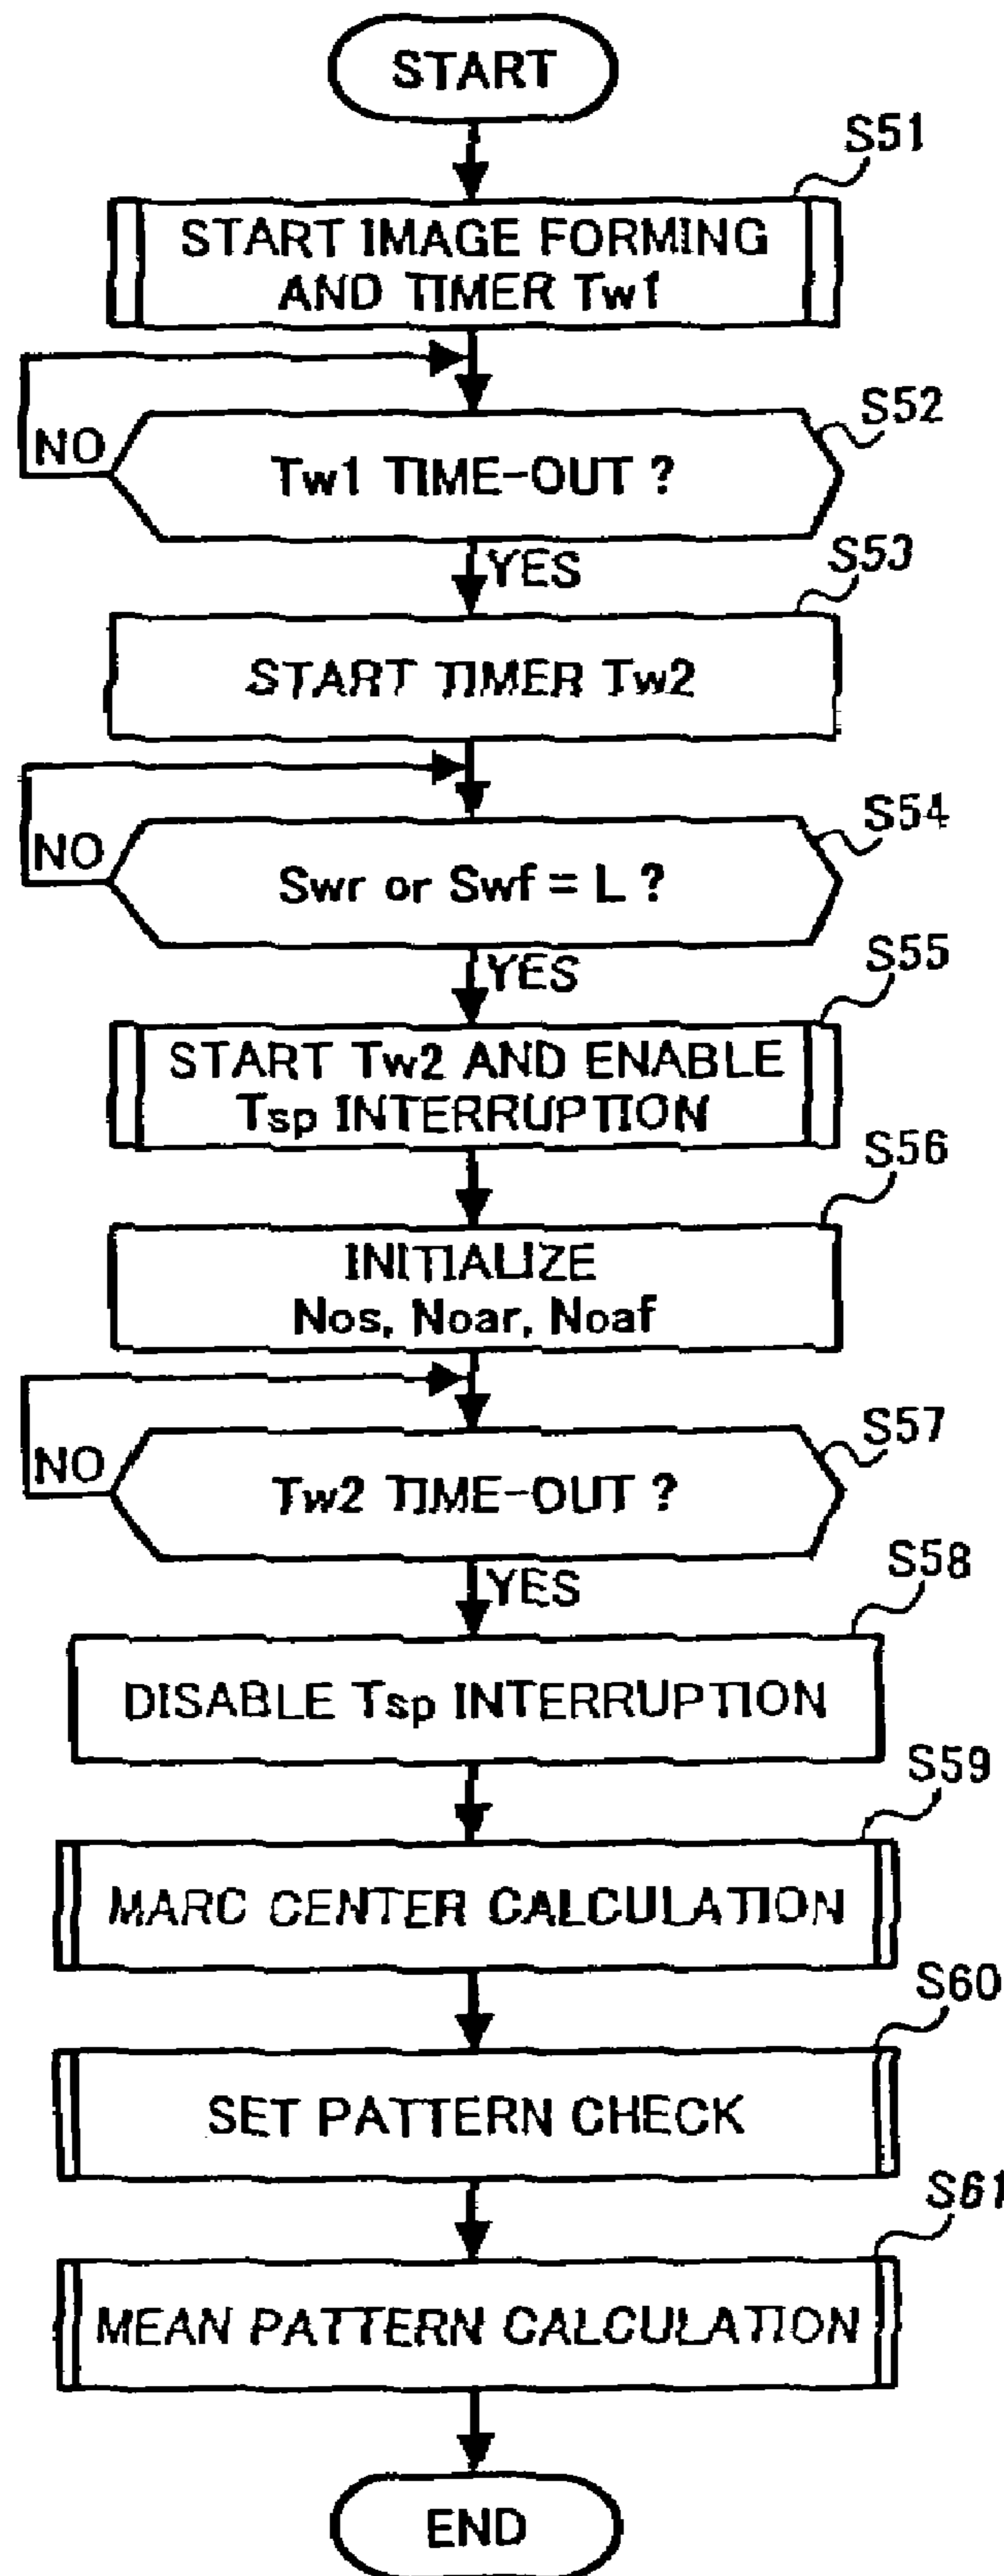 START
S51
START IMAGE FORMING
AND TIMER Tw1
S52
NO
Tw1 TIME-OUT ?
YES
S53
START TIMER Tw2
S54
NO
Swr or Swf = L ?
YES
S55
START Tw2 AND ENABLE
Tsp INTERRUPTION
S56
INITIALIZE
Nos, Noar, Noaf
S57
NO
Tw2 TIME-OUT ?
YES
S58
DISABLE Tsp INTERRUPTION
S59
MARC CENTER CALCULATION
S60
SET PATTERN CHECK
S61
MEAN PATTERN CALCULATION
END